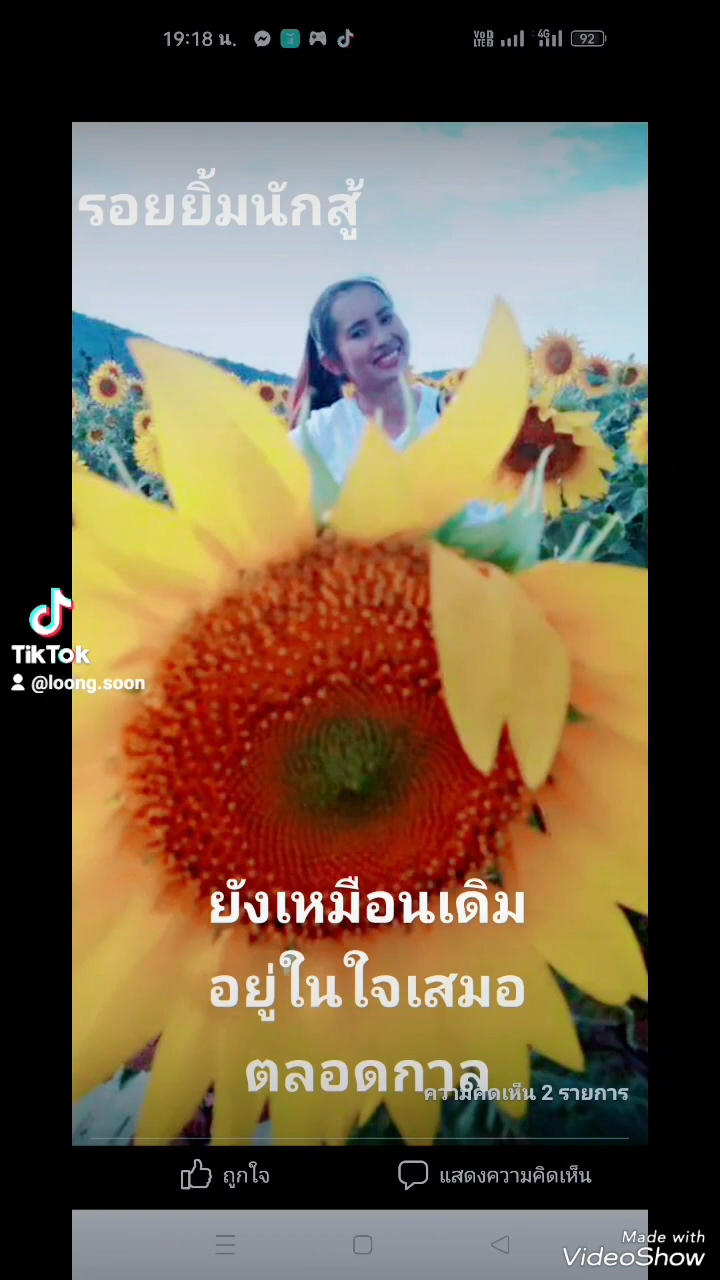 19:18 น.
VoD
LTE2
4G
92
รอยยิ้มนักสู้
TikTok
@loong.soon
ยังเหมือนเดิม
อยู่ในใจเสมอ
ตลอดกาล
ความคิดเห็น 2 รายการ
ถูกใจ
แสดงความคิดเห็น
Made with
VideoShow